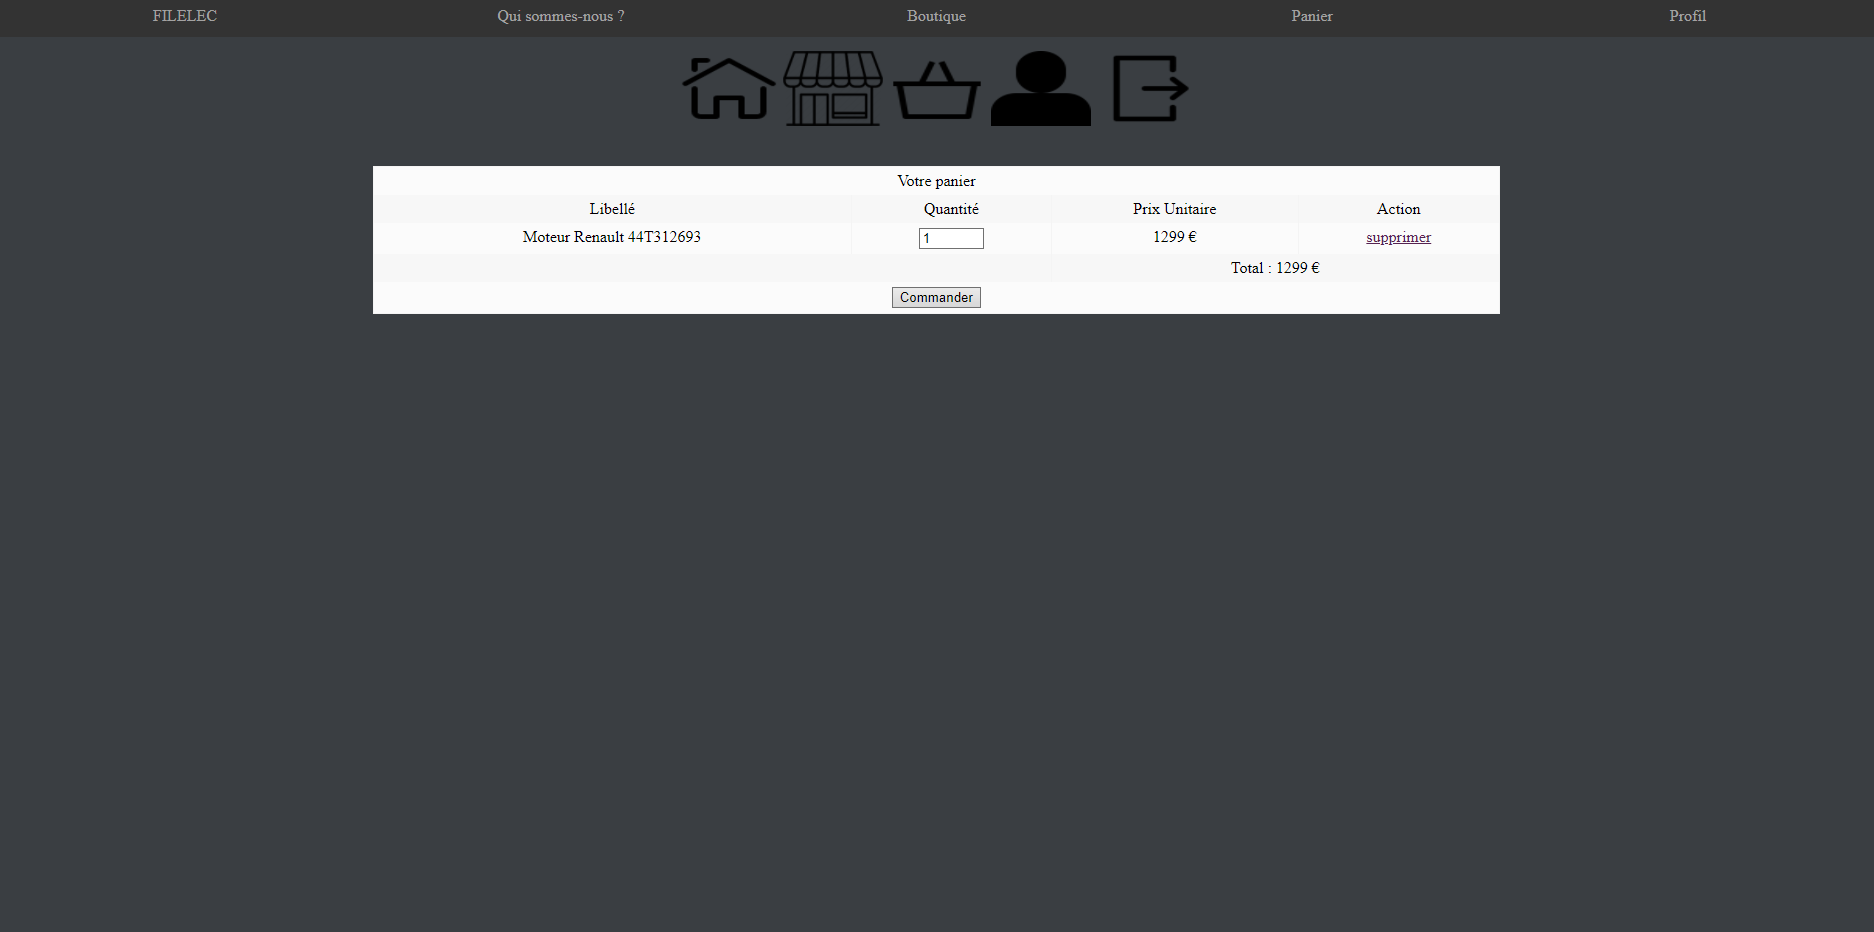 FILELEC Qui sommes-nous ? Boutique Panier Profil
Votre panier
Libellé Quantité Prix Unitaire Action
Moteur Renault 44T312693 1 1299 € supprimer
Total : 1299 €
Commander